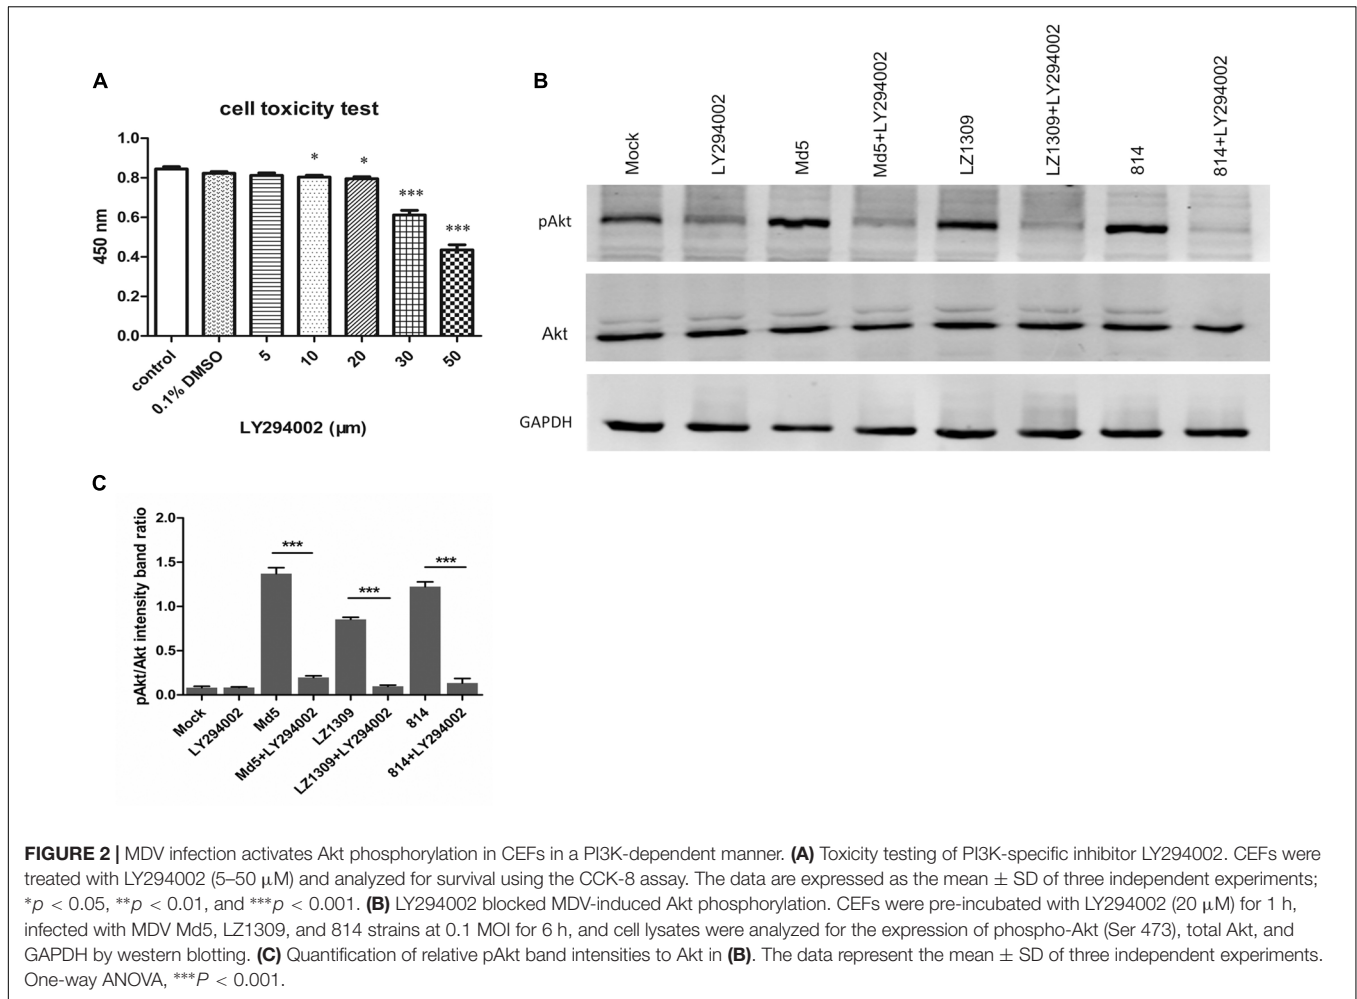 A
cell toxicity test
1.0
0.8
0.6
0.4
0.2
0.0
450 nm
* * *** ***
control 0.1% DMSO 5 10 20 30 50
LY294002 (µm)
B
Mock LY294002 Md5 Md5+LY294002 LZ1309 LZ1309+LY294002 814 814+LY294002
pAkt
Akt
GAPDH
C
2.0
1.5
1.0
0.5
0.0
pAkt/Akt intensity band ratio
*** *** ***
Mock LY294002 Md5 Md5+LY294002 LZ1309 LZ1309+LY294002 814 814+LY294002
FIGURE 2 | MDV infection activates Akt phosphorylation in CEFs in a PI3K-dependent manner. (A) Toxicity testing of PI3K-specific inhibitor LY294002. CEFs were
treated with LY294002 (5–50 µM) and analyzed for survival using the CCK-8 assay. The data are expressed as the mean ± SD of three independent experiments;
*p < 0.05, **p < 0.01, and ***p < 0.001. (B) LY294002 blocked MDV-induced Akt phosphorylation. CEFs were pre-incubated with LY294002 (20 µM) for 1 h,
infected with MDV Md5, LZ1309, and 814 strains at 0.1 MOI for 6 h, and cell lysates were analyzed for the expression of phospho-Akt (Ser 473), total Akt, and
GAPDH by western blotting. (C) Quantification of relative pAkt band intensities to Akt in (B). The data represent the mean ± SD of three independent experiments.
One-way ANOVA, ***P < 0.001.